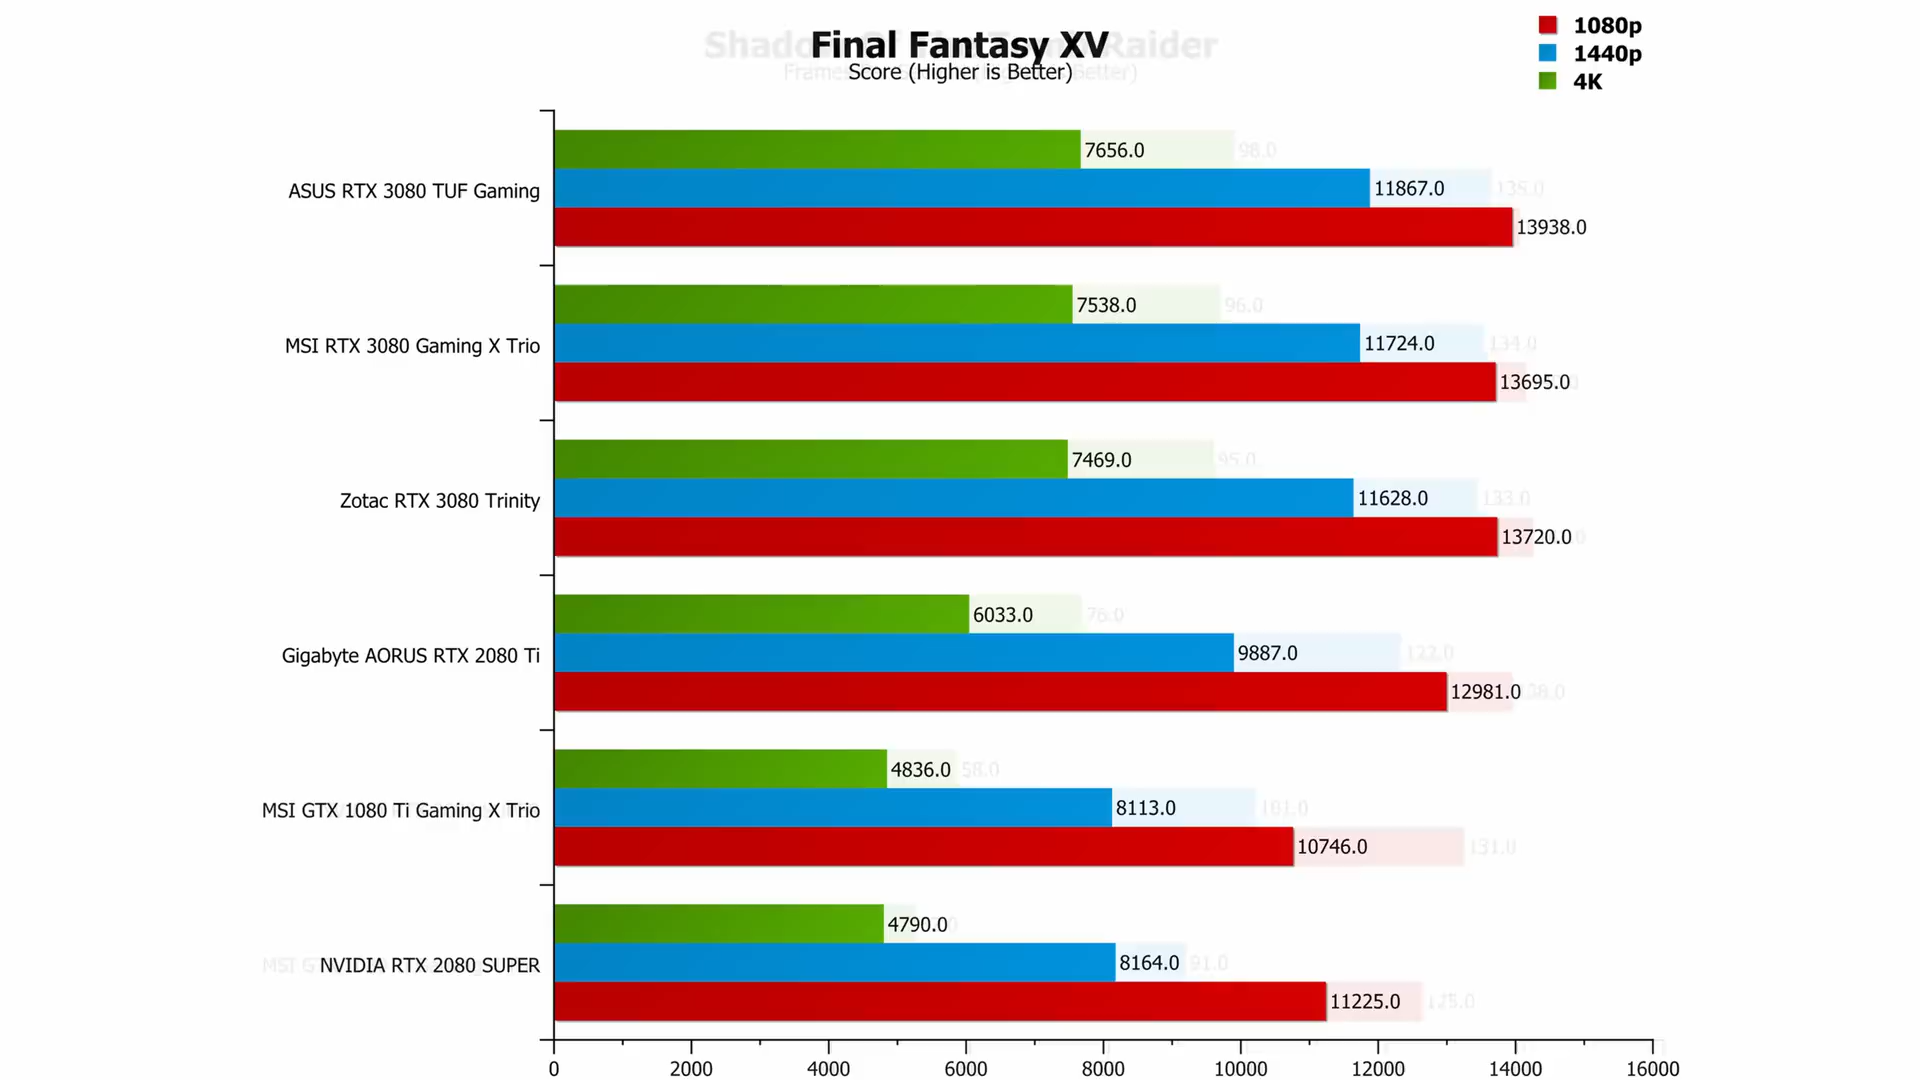 Final Fantasy XV
Score (Higher is Better)
1080p
1440p
4K
ASUS RTX 3080 TUF Gaming
7656.0
11867.0
13938.0
MSI RTX 3080 Gaming X Trio
7538.0
11724.0
13695.0
Zotac RTX 3080 Trinity
7469.0
11628.0
13720.0
Gigabyte AORUS RTX 2080 Ti
6033.0
9887.0
12981.0
MSI GTX 1080 Ti Gaming X Trio
4836.0
8113.0
10746.0
NVIDIA RTX 2080 SUPER
4790.0
8164.0
11225.0
0 2000 4000 6000 8000 10000 12000 14000 16000